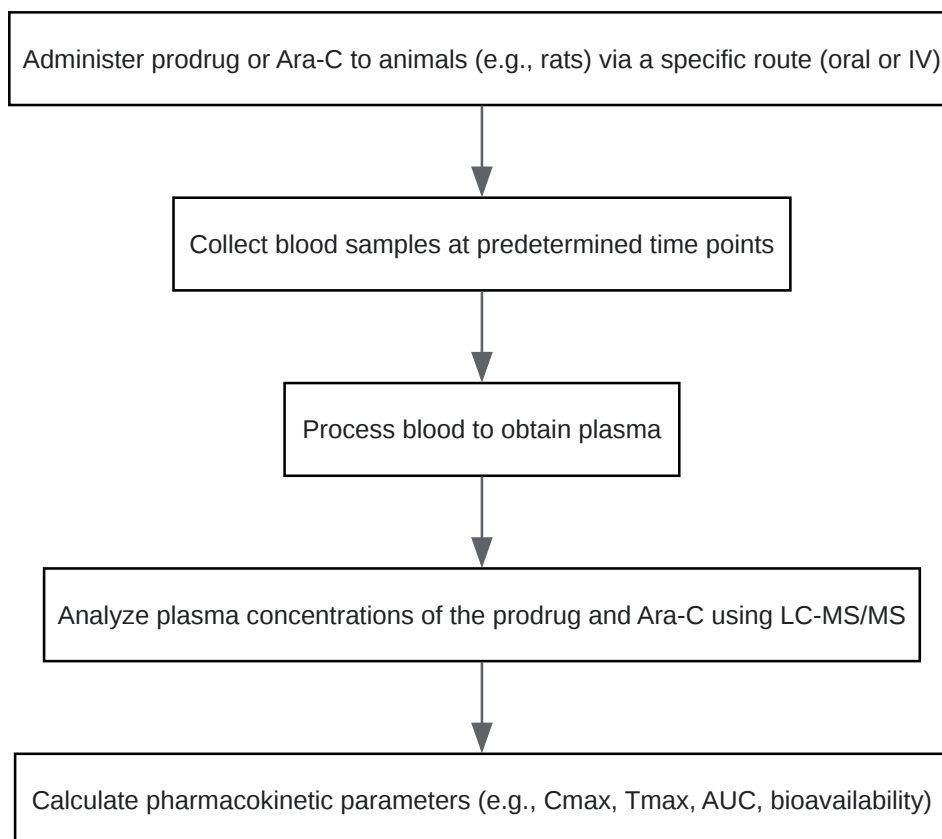 Administer prodrug or Ara-C to animals (e.g., rats) via a specific route (oral or IV)
Collect blood samples at predetermined time points
Process blood to obtain plasma
Analyze plasma concentrations of the prodrug and Ara-C using LC-MS/MS
Calculate pharmacokinetic parameters (e.g., Cmax, Tmax, AUC, bioavailability)